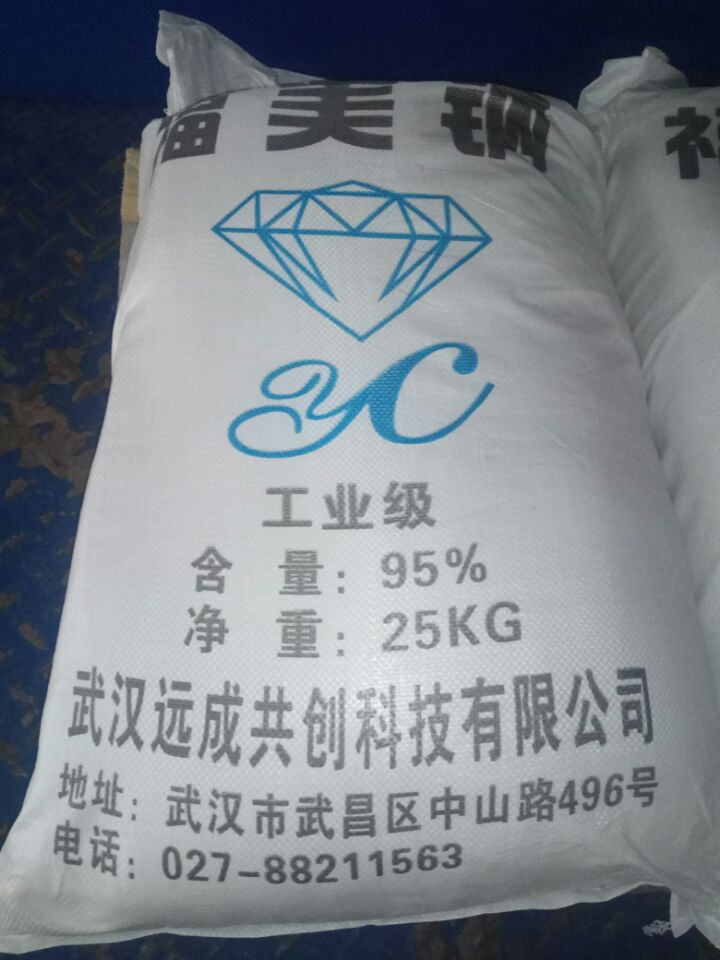 福美钠
YC
工业级
含量：95%
净重：25KG
武汉远成共创科技有限公司
地址：武汉市武昌区中山路496号
电话：027-88211563